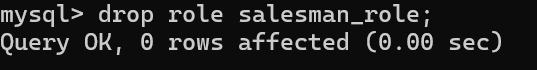 mysql> drop role salesman_role;
Query OK, 0 rows affected (0.00 sec)